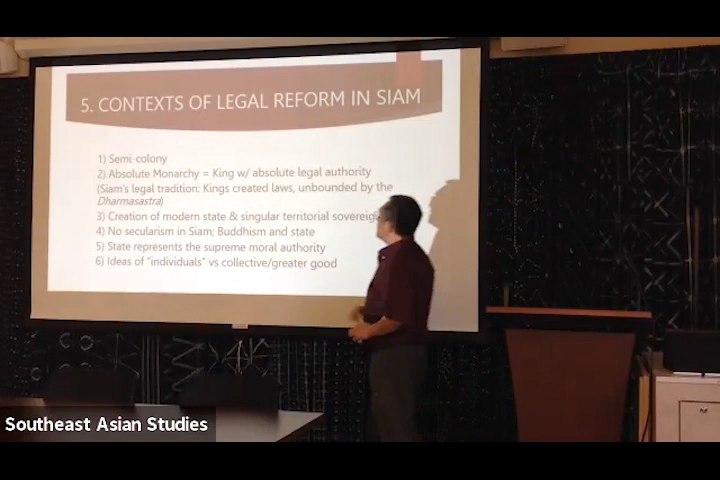 5. CONTEXTS OF LEGAL REFORM IN SIAM
1) Semi-colony
2) Absolute Monarchy = King w/ absolute legal authority
(Siam's legal tradition: Kings created laws, unbounded by the
Dharmasastra)
3) Creation of modern state & singular territorial
4) No secularism in Siam; Buddhism and state
5) State represents the supreme moral authority
6) Ideas of "individuals" vs collective/greater good
Southeast Asian Studies